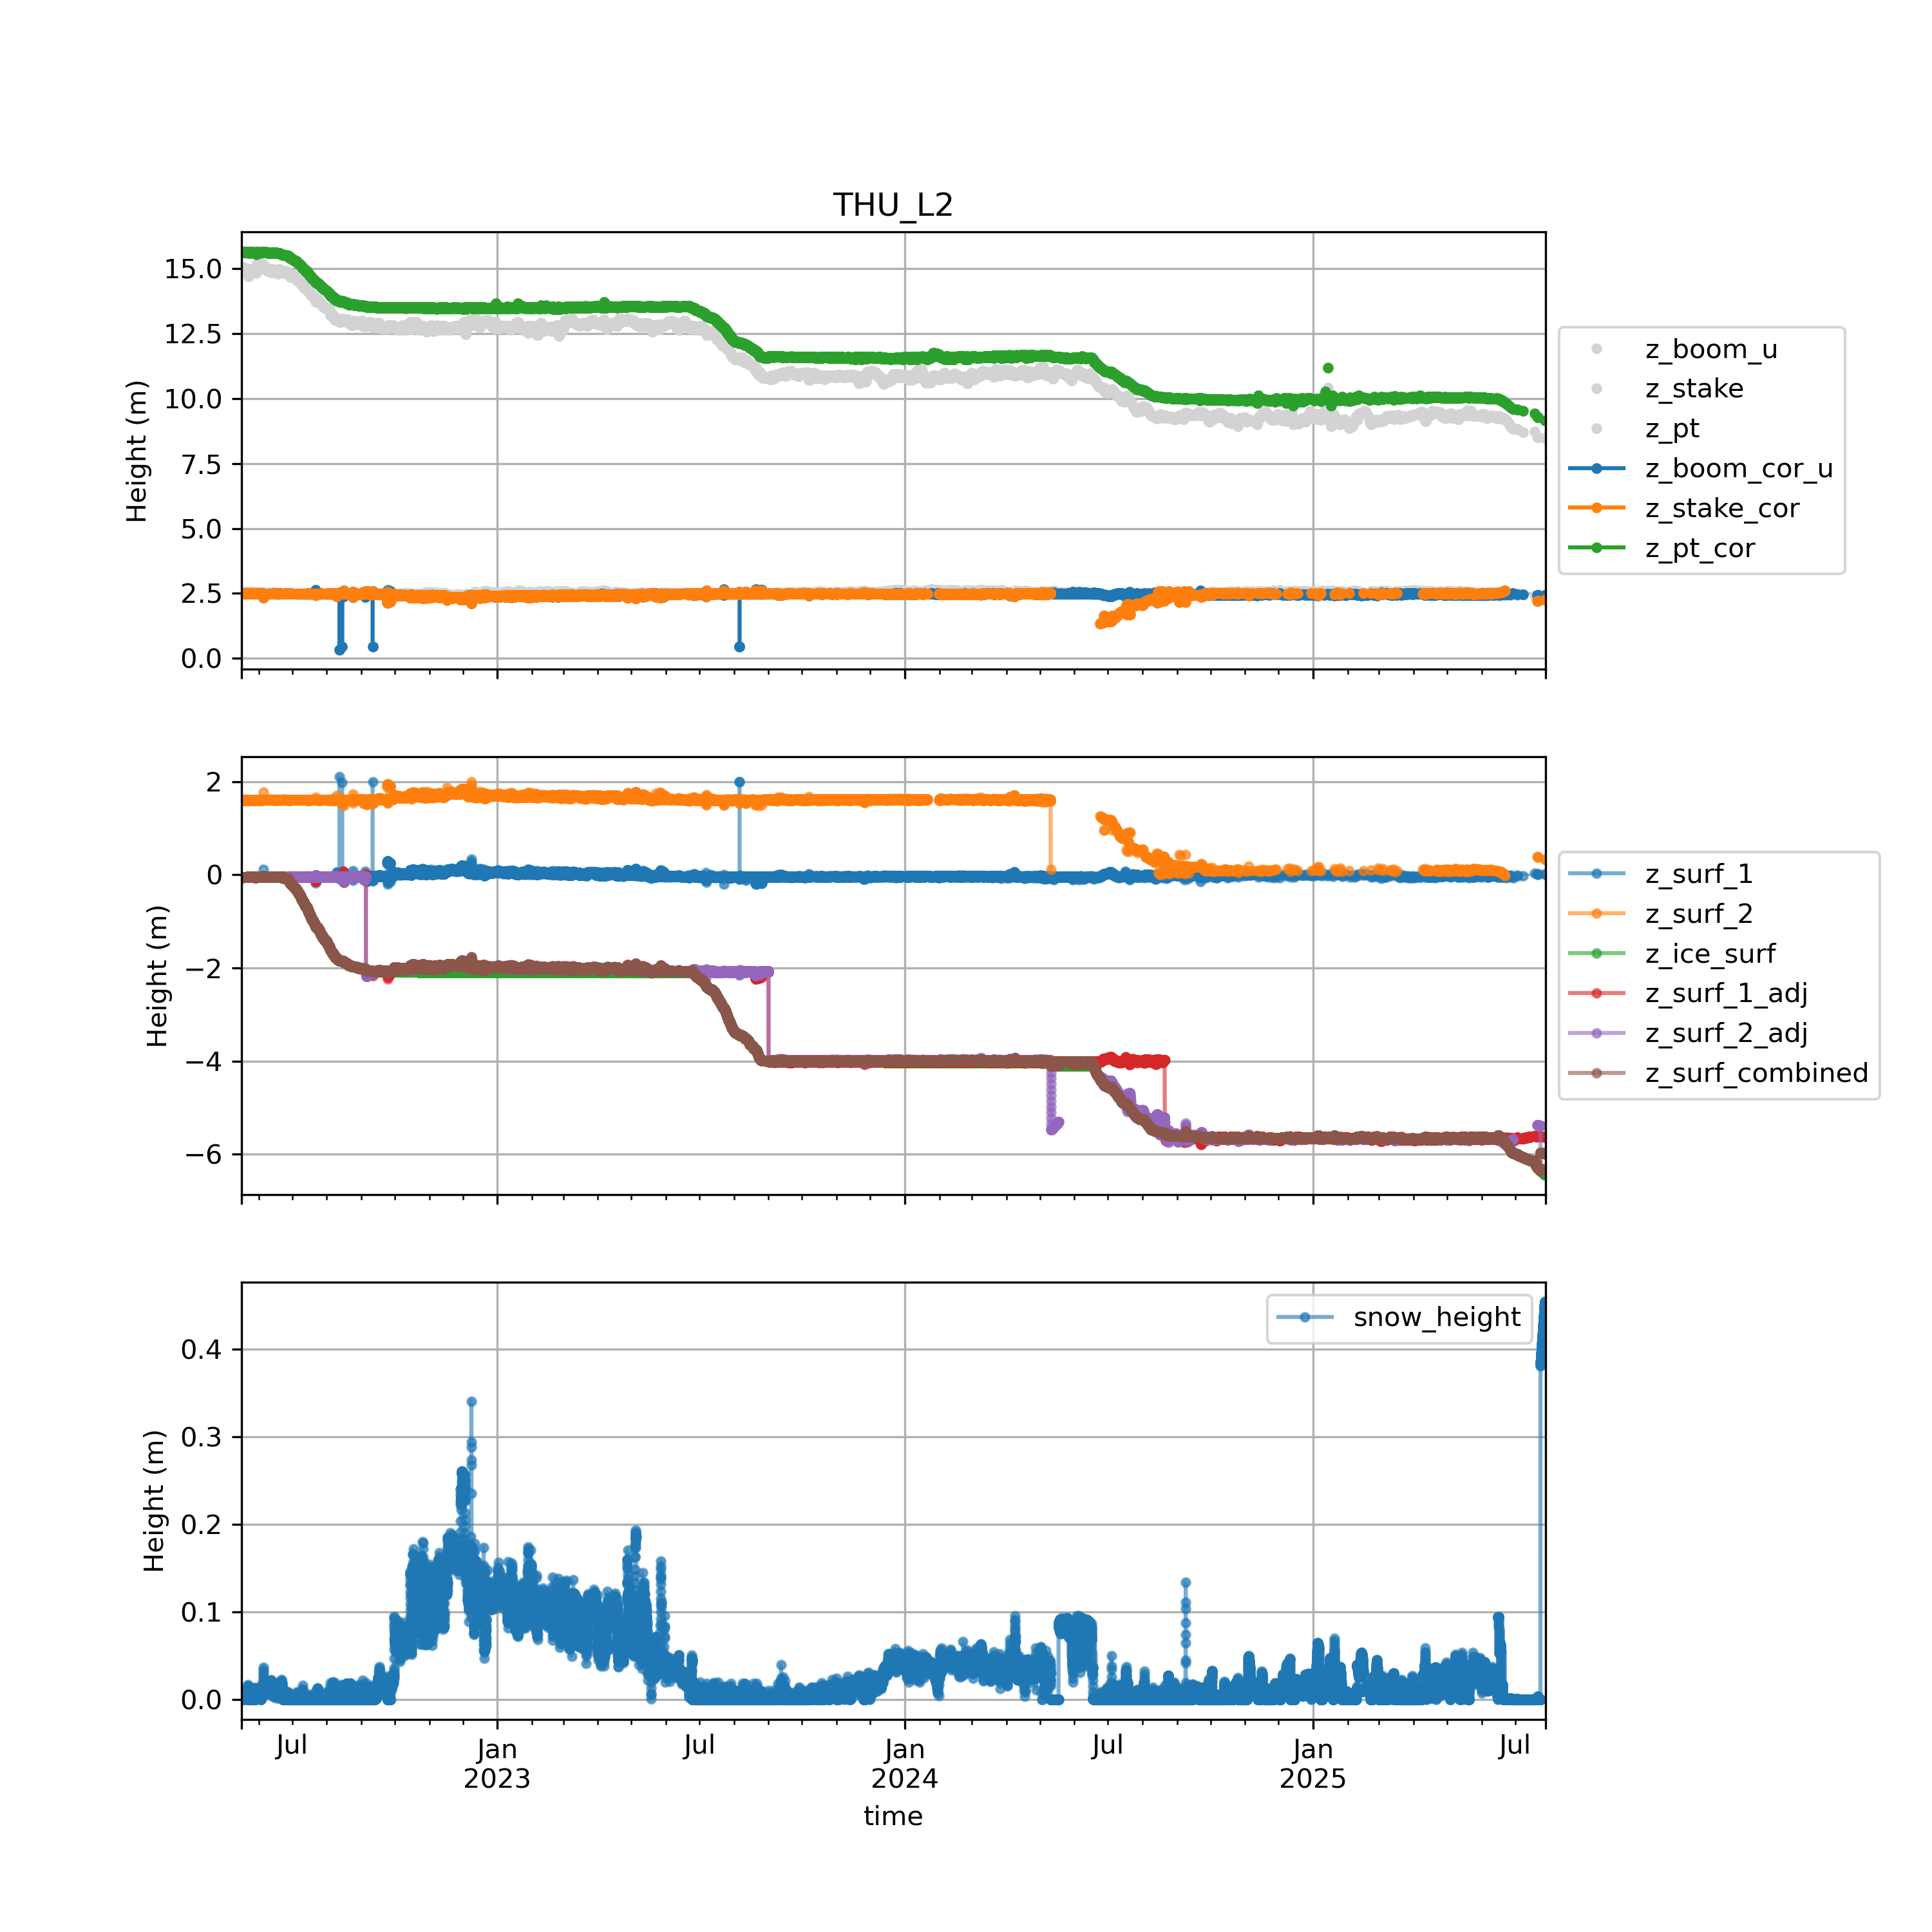 THU_L2
15.0
12.5
10.0
7.5
5.0
2.5
0.0
Height (m)
z_boom_u
z_stake
z_pt
z_boom_cor_u
z_stake_cor
z_pt_cor
2
0
−2
−4
−6
Height (m)
z_surf_1
z_surf_2
z_ice_surf
z_surf_1_adj
z_surf_2_adj
z_surf_combined
0.4
0.3
0.2
0.1
0.0
Height (m)
snow_height
Jul Jan Jul Jan Jul Jan Jul
2023 2024 2025
time